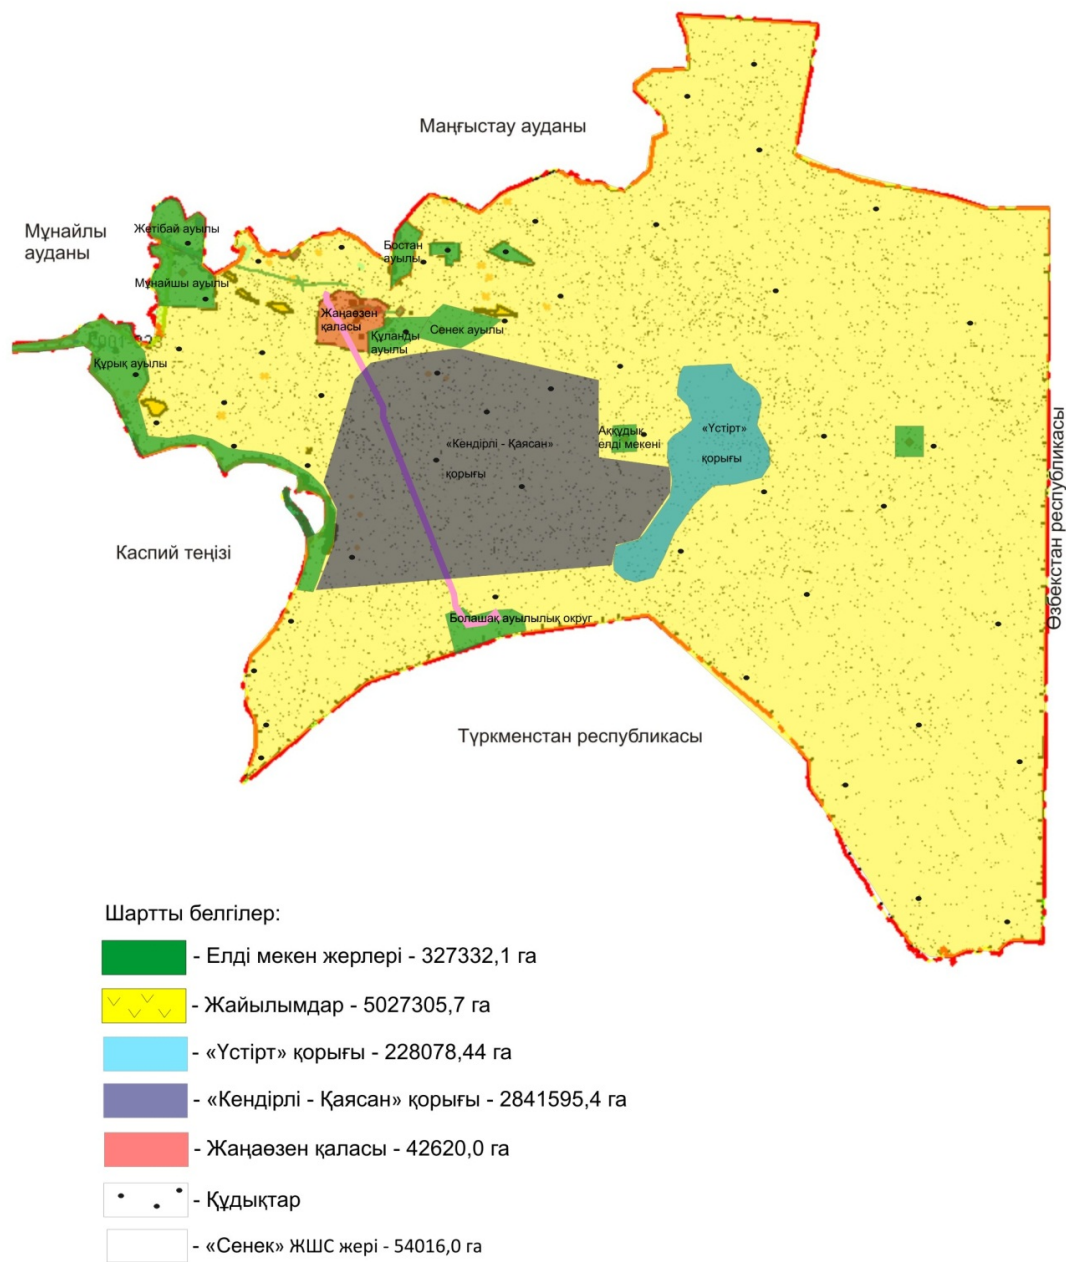 Маңғыстау ауданы
Мұнайлы
ауданы
Жетібай ауылы
Бостан
ауылы
Мұнайшы ауылы
Жаңаөзен
қаласы
Құланды
ауылы
Сенек ауылы
Құрық ауылы
«Кендірлі - Қаясан»
қорығы
Аққұдық
елді мекені
«Үстірт»
қорығы
Өзбекстан республикасы
Каспий теңізі
Болашақ ауылылық округ
Түркменстан республикасы
Шартты белгілер:
- Елді мекен жерлері - 327332,1 га
- Жайылымдар - 5027305,7 га
- «Үстірт» қорығы - 228078,44 га
- «Кендірлі - Қаясан» қорығы - 2841595,4 га
- Жаңаөзен қаласы - 42620,0 га
- Құдықтар
- «Сенек» ЖШС жері - 54016,0 га